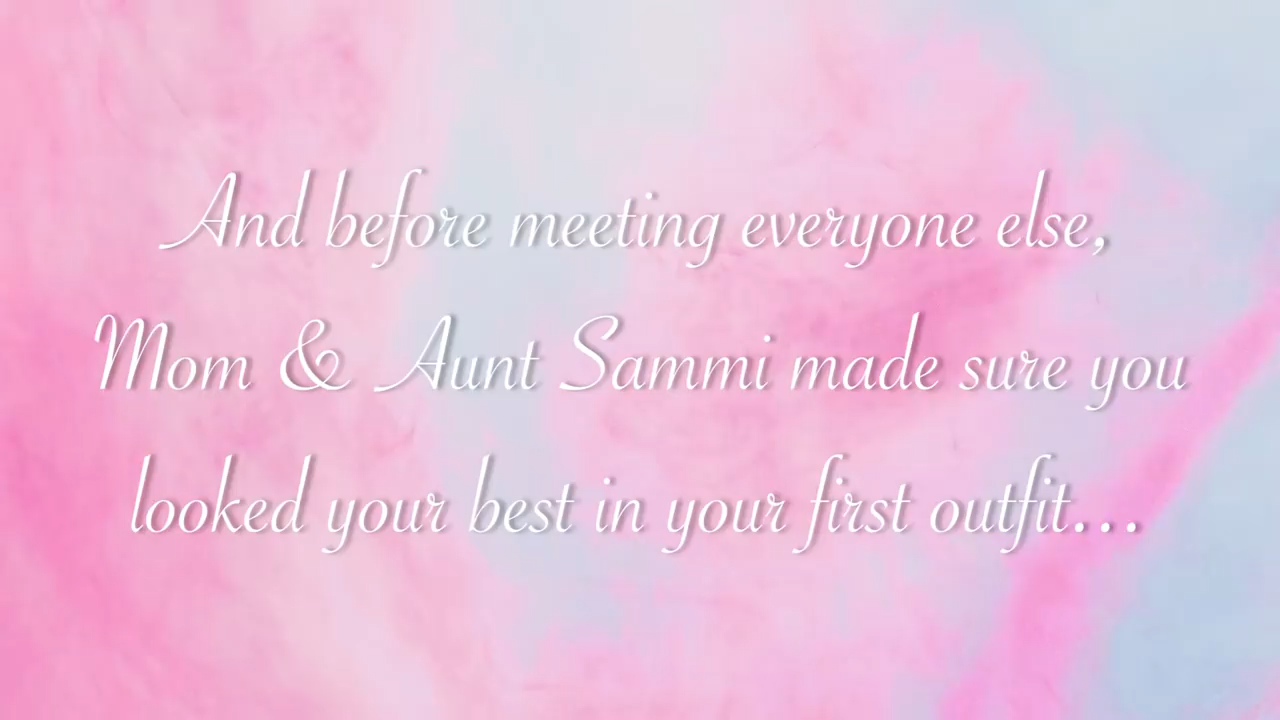 And before meeting everyone else,
Mom & Aunt Sammi made sure you
looked your best in your first outfit...